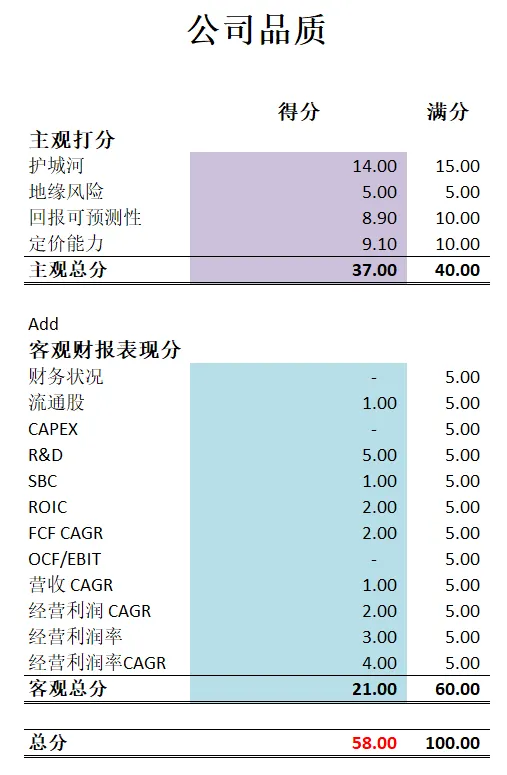 公司品质
得分 满分
主观打分
护城河 14.00 15.00
地缘风险 5.00 5.00
回报可预测性 8.90 10.00
定价能力 9.10 10.00
主观总分 37.00 40.00
Add
客观财报表现分
财务状况 - 5.00
流通股 1.00 5.00
CAPEX - 5.00
R&D 5.00 5.00
SBC 1.00 5.00
ROIC 2.00 5.00
FCF CAGR 2.00 5.00
OCF/EBIT - 5.00
营收 CAGR 1.00 5.00
经营利润 CAGR 2.00 5.00
经营利润率 3.00 5.00
经营利润率CAGR 4.00 5.00
客观总分 21.00 60.00
总分 58.00 100.00